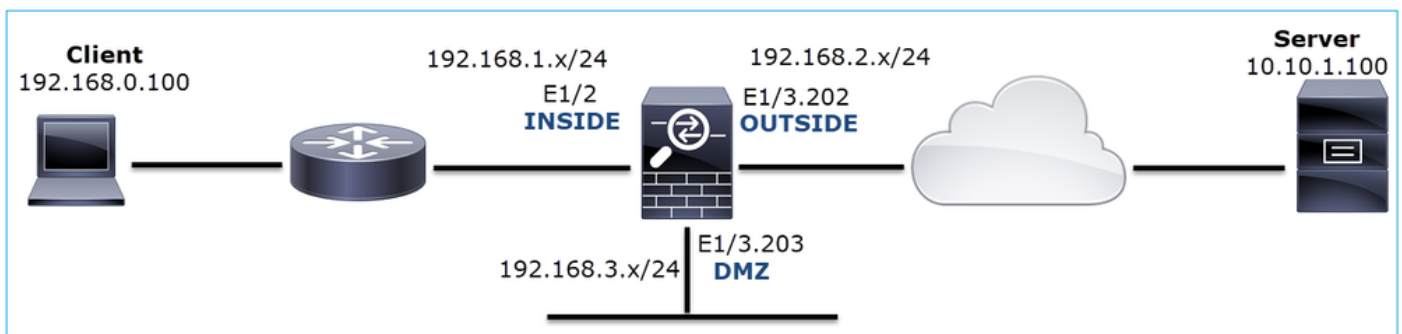 Client
192.168.0.100
192.168.1.x/24
E1/2
INSIDE
192.168.2.x/24
E1/3.202
OUTSIDE
Server
10.10.1.100
192.168.3.x/24
E1/3.203
DMZ